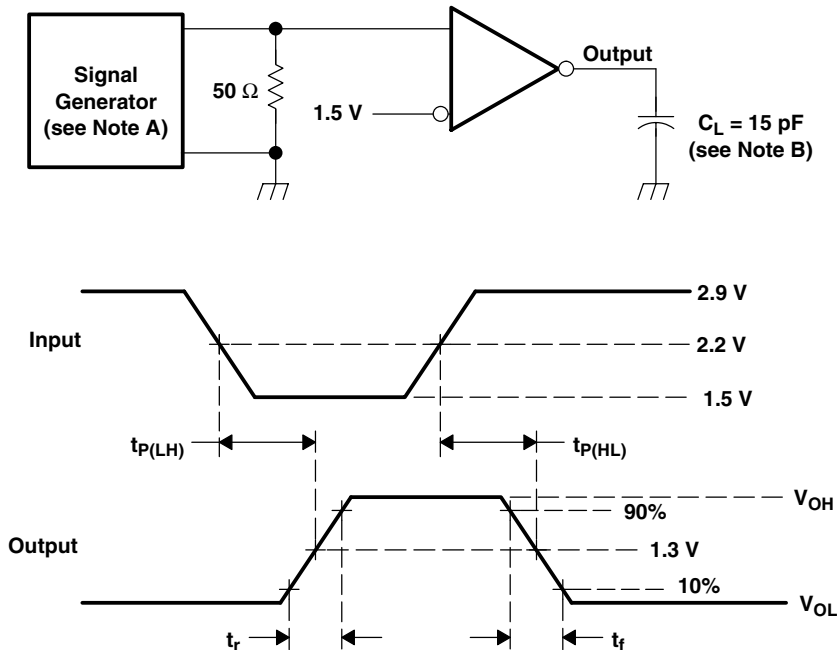 Signal
Generator
(see Note A)
50 Ω
1.5 V
Output
C_L = 15 pF
(see Note B)
2.9 V
Input
2.2 V
1.5 V
t_P(LH)
t_P(HL)
V_OH
90%
Output
1.3 V
10%
V_OL
t_r
t_f